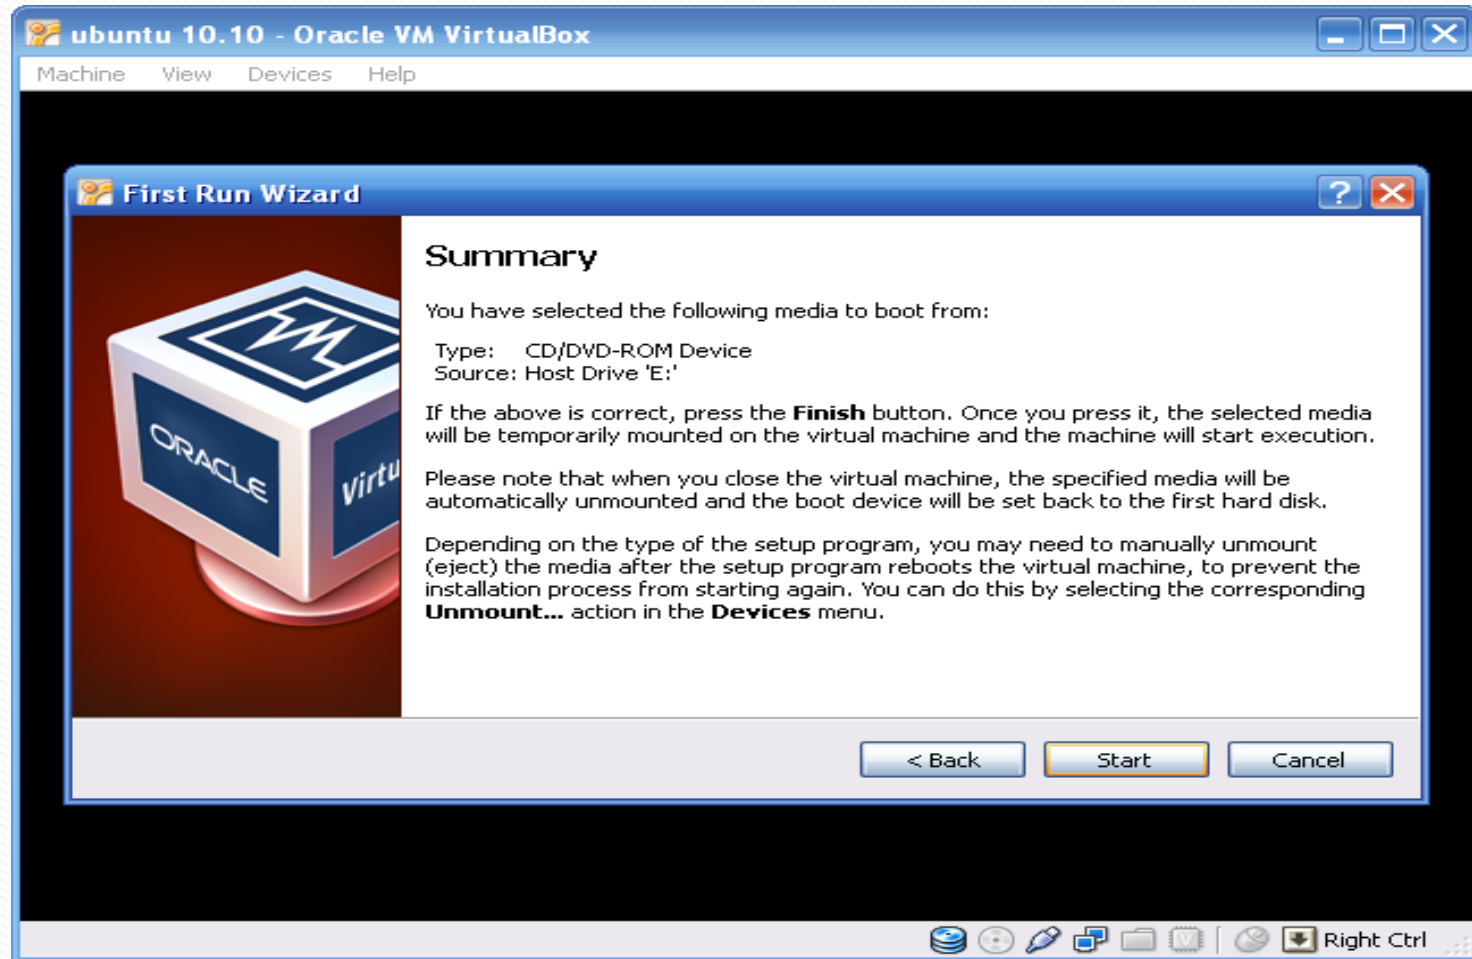 ubuntu 10.10 - Oracle VM VirtualBox
Machine View Devices Help
First Run Wizard
?
ORACLE
Virtu
Summary
You have selected the following media to boot from:
Type: CD/DVD-ROM Device
Source: Host Drive 'E:'
If the above is correct, press the Finish button. Once you press it, the selected media
will be temporarily mounted on the virtual machine and the machine will start execution.
Please note that when you close the virtual machine, the specified media will be
automatically unmounted and the boot device will be set back to the first hard disk.
Depending on the type of the setup program, you may need to manually unmount
(eject) the media after the setup program reboots the virtual machine, to prevent the
installation process from starting again. You can do this by selecting the corresponding
Unmount... action in the Devices menu.
< Back Start Cancel
Right Ctrl